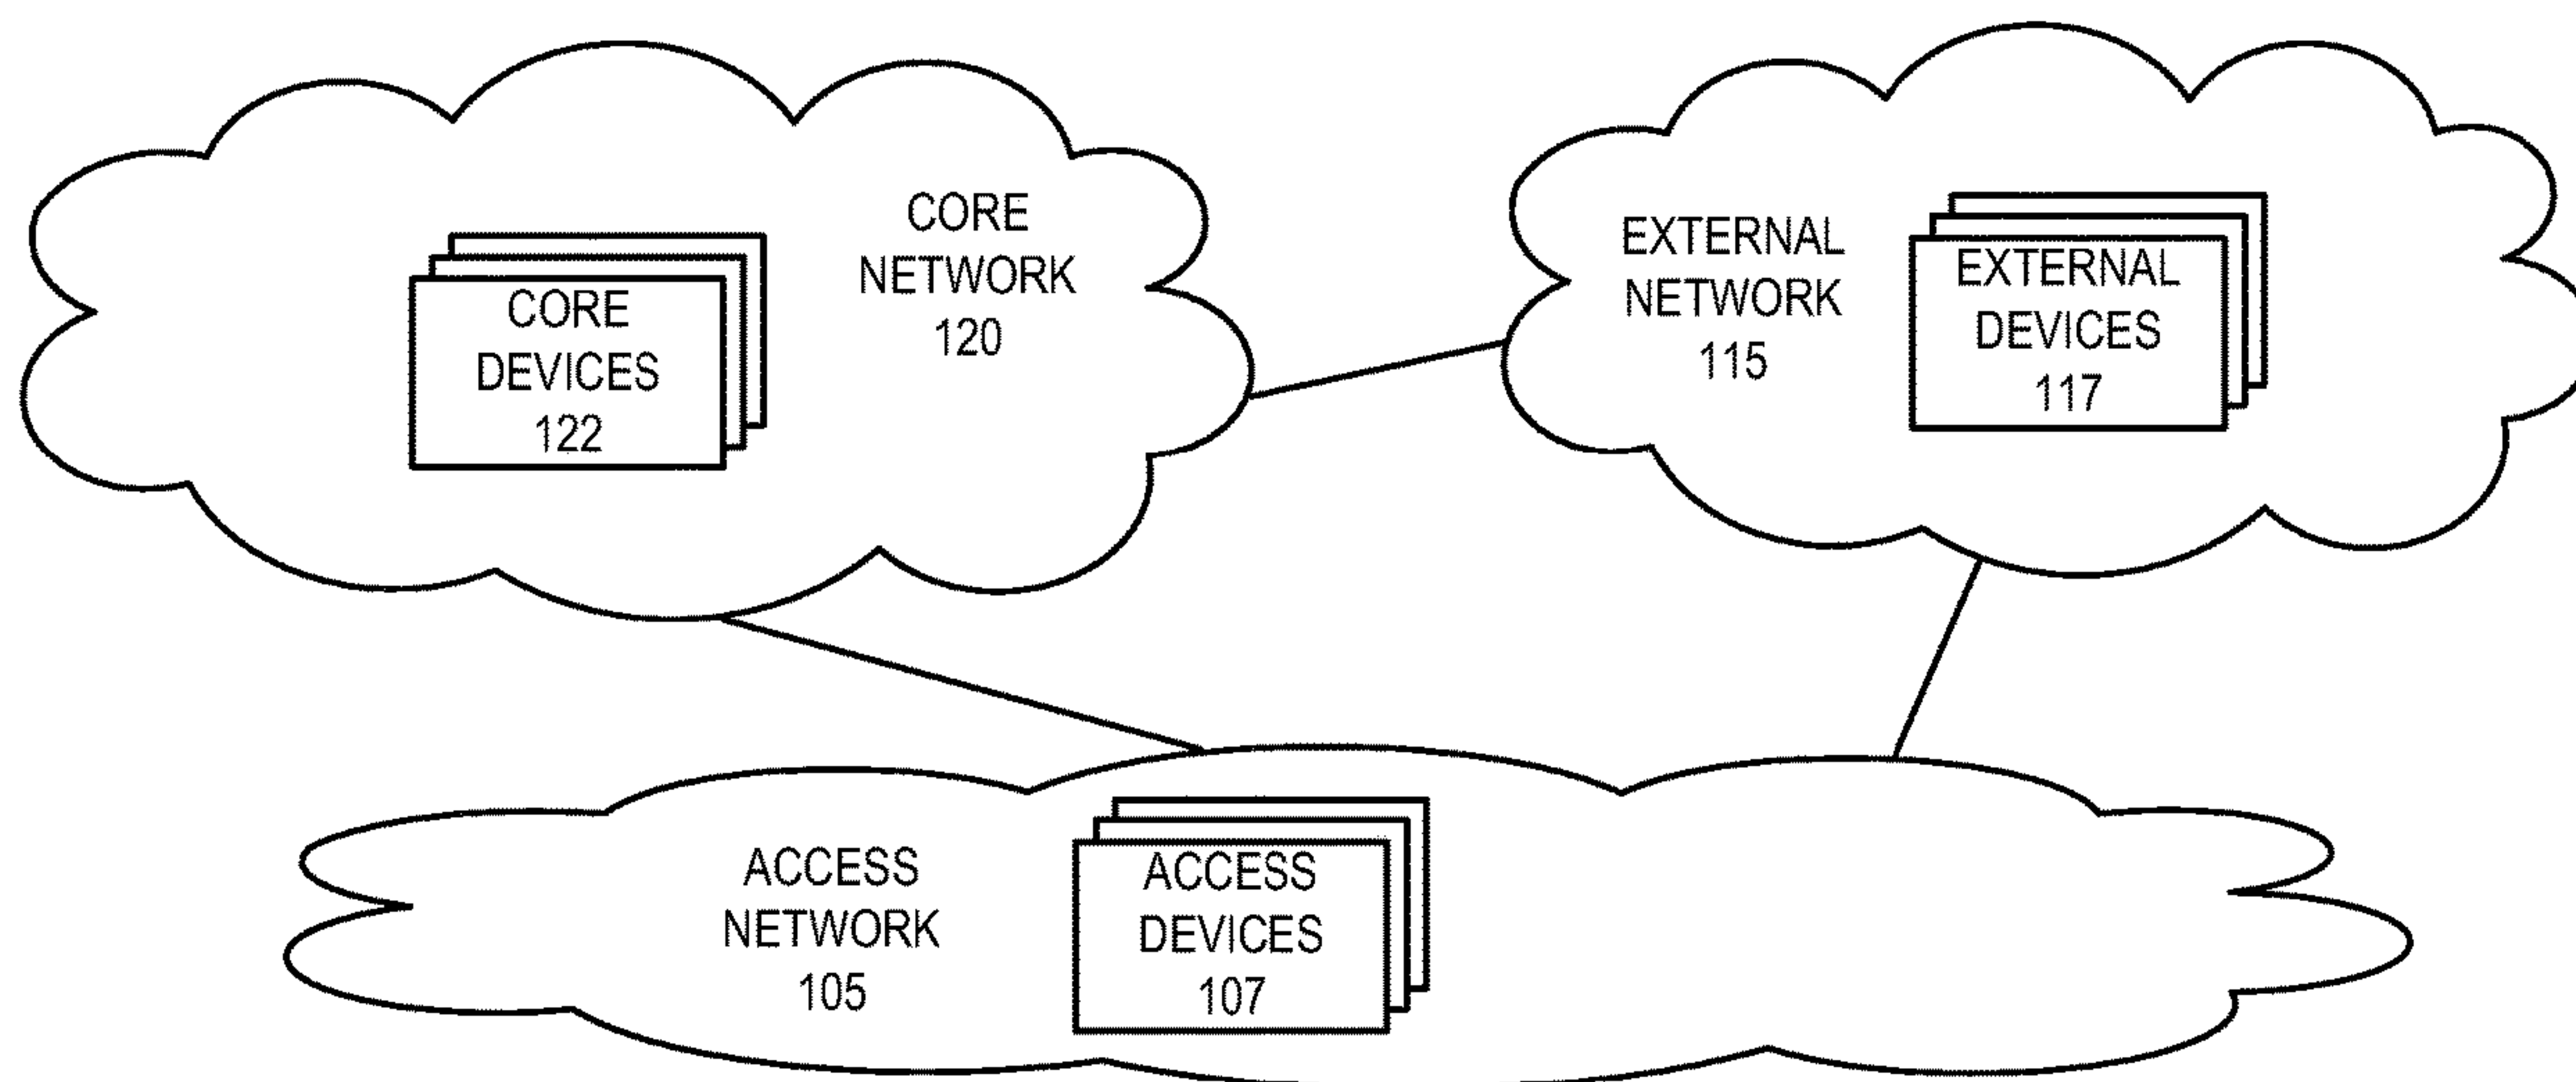 CORE
NETWORK
120
CORE
DEVICES
122
EXTERNAL
NETWORK
115
EXTERNAL
DEVICES
117
ACCESS
NETWORK
105
ACCESS
DEVICES
107